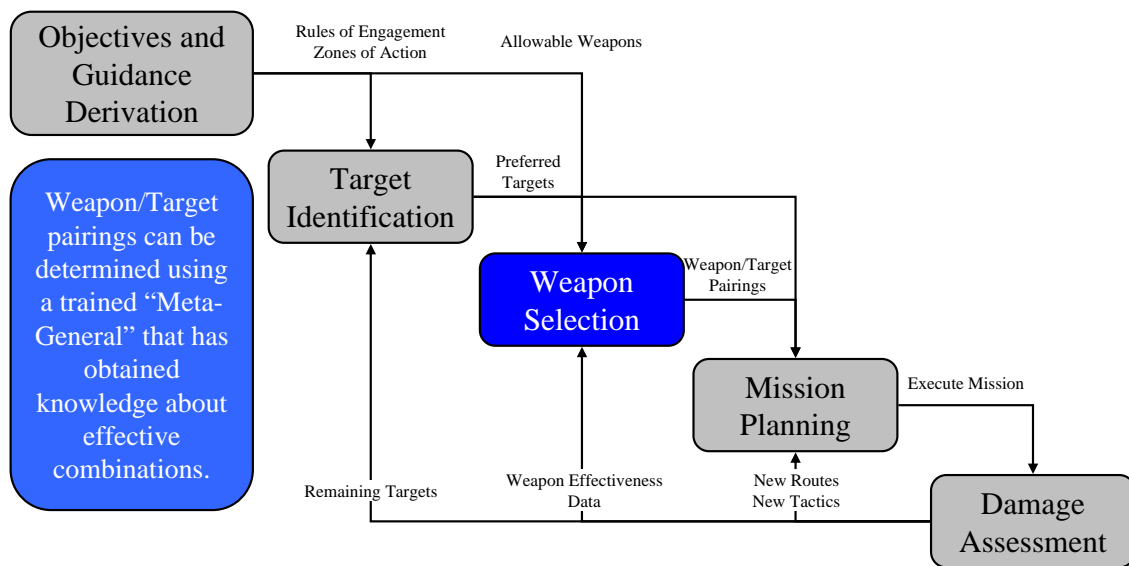 Objectives and
Guidance
Derivation
Rules of Engagement
Zones of Action
Allowable Weapons
Target
Identification
Preferred
Targets
Weapon/Target
pairings can be
determined using
a trained “Meta-
General” that has
obtained
knowledge about
effective
combinations.
Weapon
Selection
Weapon/Target
Pairings
Mission
Planning
Execute Mission
Remaining Targets
Weapon Effectiveness
Data
New Routes
New Tactics
Damage
Assessment